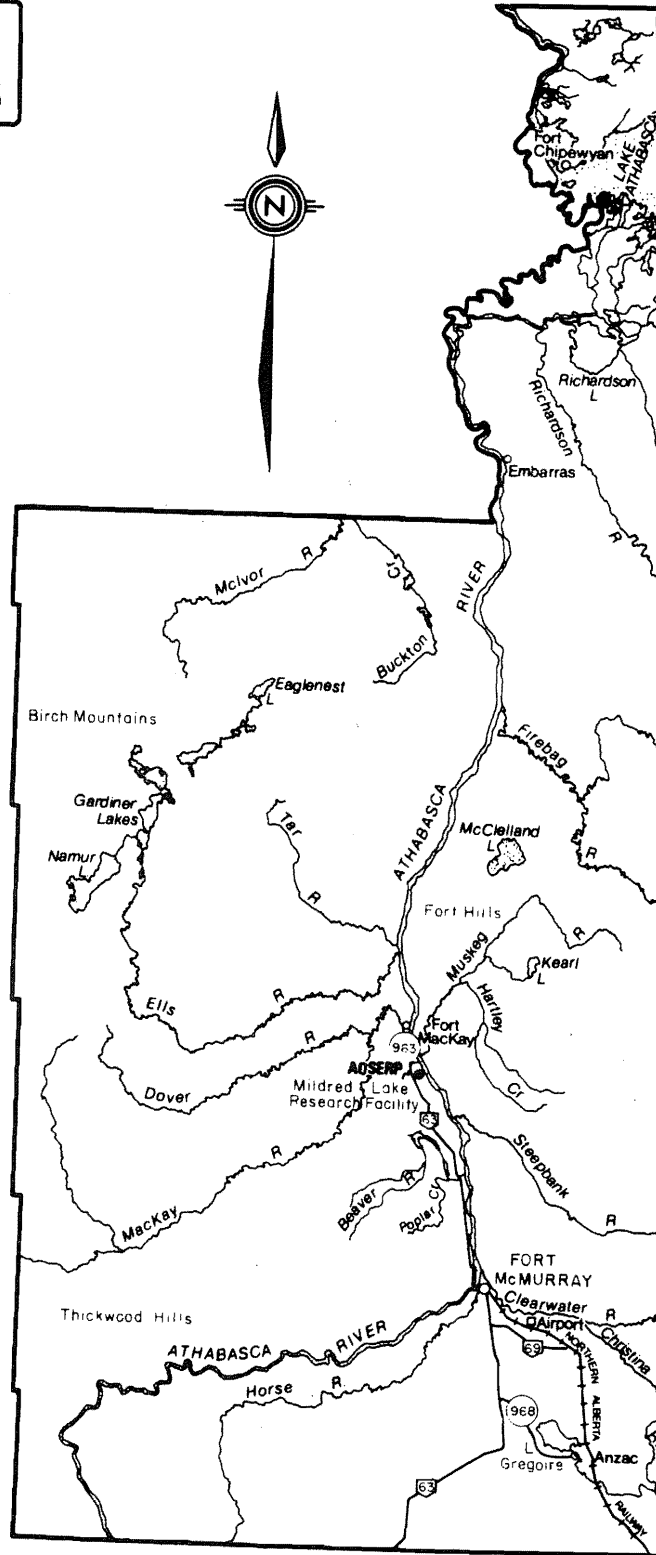 N
Fort
Chipewyan
LAKE
ATHABASCA
Richardson
L
Richardson
R
Embarras
McIvor R
Cr
Buckton
RIVER
Eaglenest
L
Birch Mountains
Firebag
R
Gardiner
Lakes
Namur
L
Tar
R
ATHABASCA
McClelland
L
Fort Hills
Muskeg
R
Kearl
L
Hartley
Cr
Ells R
Fort
MacKay
963
AOSERP
Mildred Lake
Research Facility
Dover R
63
MacKay R
Beaver R
Poplar Cr
Steepbank
R
FORT
McMURRAY
Clearwater R
Airport
Christina
69
NORTHERN
ALBERTA
RAILWAY
Thickwood Hills
ATHABASCA RIVER
Horse R
968
L
Gregoire
Anzac
63